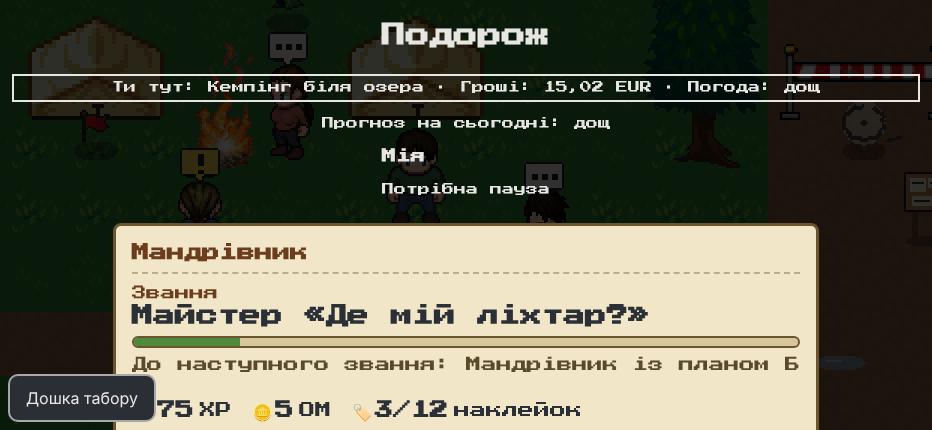 Подорож
Ти тут: Кемпінг біля озера · Гроші: 15,02 EUR · Погода: дощ
Прогноз на сьогодні: дощ
Мія
Потрібна пауза
Мандрівник
Звання
Майстер «Де мій ліхтар?»
До наступного звання: Мандрівник із планом Б
75 XP 5 ОМ 3/12 наклейок
Дошка табору